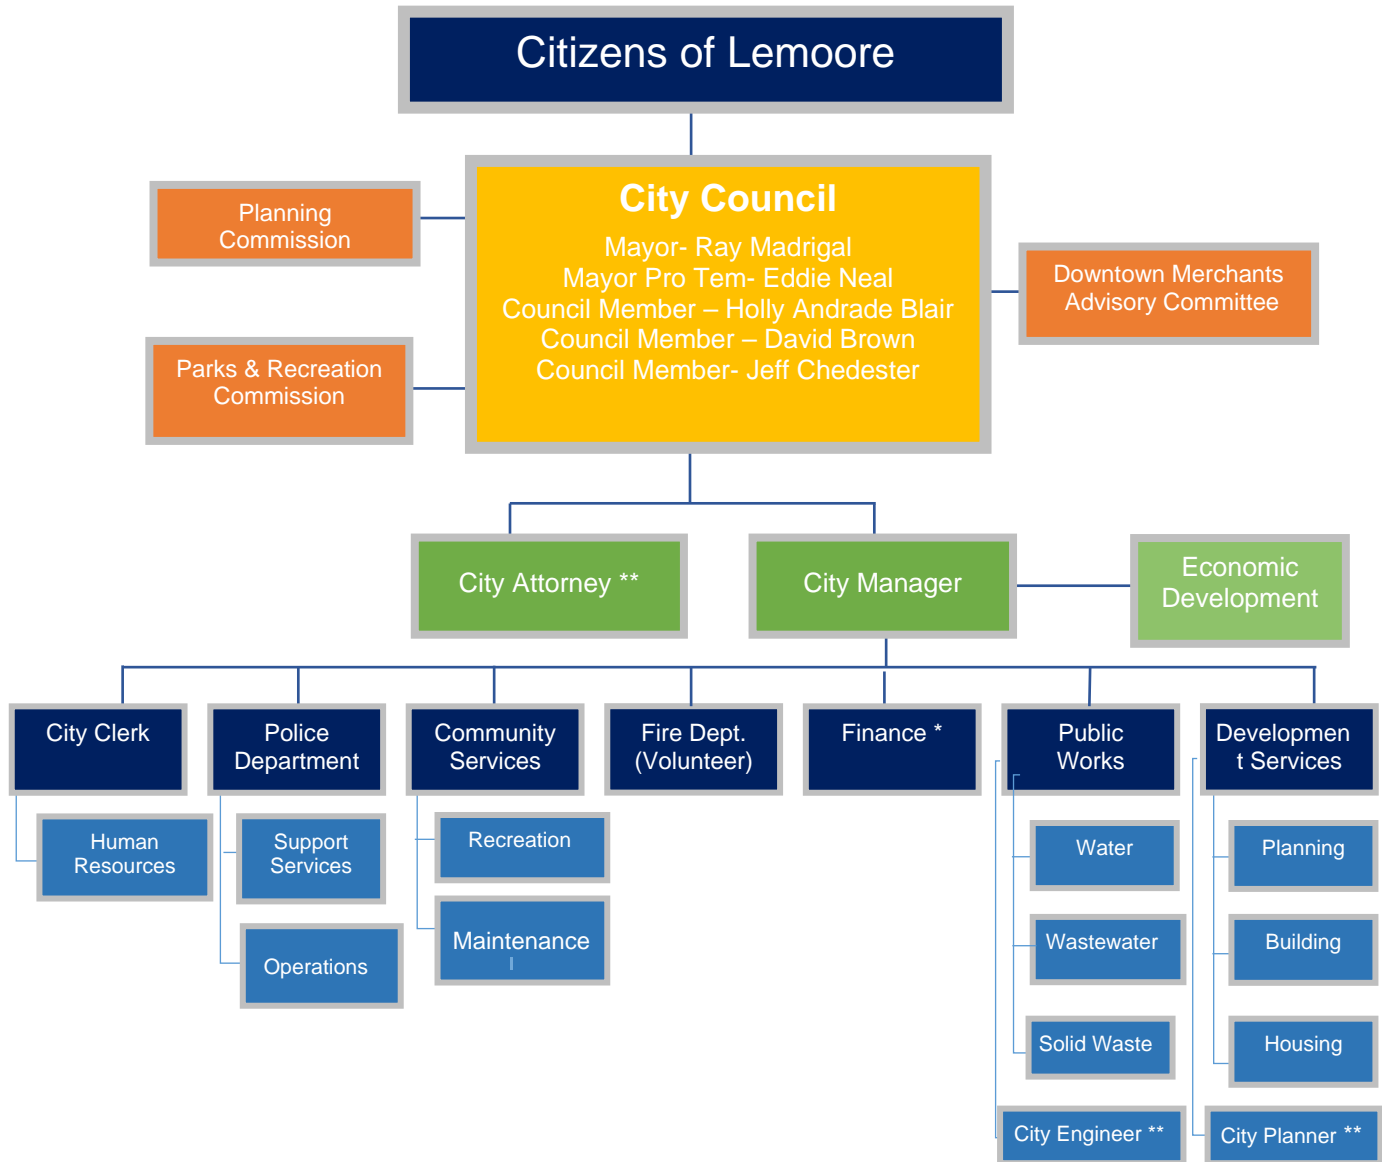 Citizens of Lemoore
City Council
Mayor- Ray Madrigal
Mayor Pro Tem- Eddie Neal
Council Member – Holly Andrade Blair
Council Member – David Brown
Council Member- Jeff Chedester
Planning
Commission
Downtown Merchants
Advisory Committee
Parks & Recreation
Commission
City Attorney **
City Manager
Economic
Development
City Clerk
Police
Department
Community
Services
Fire Dept.
(Volunteer)
Finance *
Public
Works
Developmen
t Services
Human
Resources
Support
Services
Operations
Recreation
Maintenance
Water
Wastewater
Solid Waste
City Engineer **
Planning
Building
Housing
City Planner **